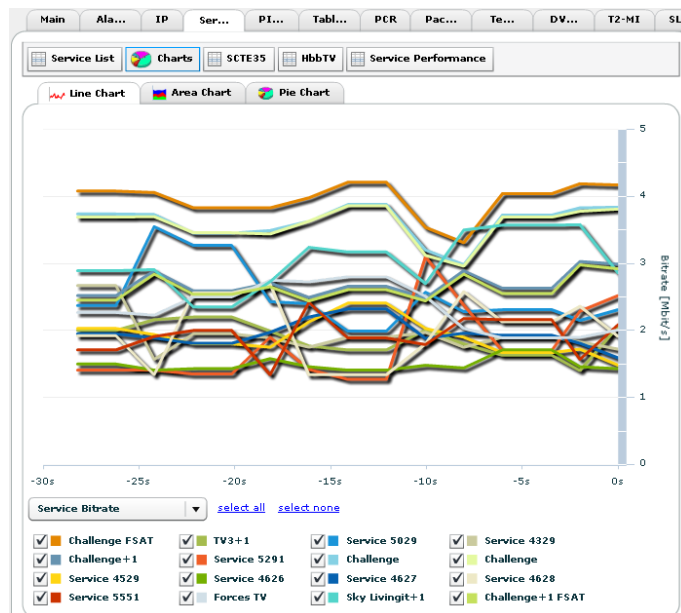 Main Ala... IP Ser... PI... Tabl... PCR Pac... Te... DV... T2-MI SL
Service List Charts SCTE35 HbbTV Service Performance
Line Chart Area Chart Pie Chart
5
4
3
2
1
0
Bitrate [Mbit/s]
-30s -25s -20s -15s -10s -5s 0s
Service Bitrate select all select none
Challenge FSAT TV3+1 Service 5029 Service 4329
Challenge+1 Service 5291 Challenge Challenge
Service 4529 Service 4626 Service 4627 Service 4628
Service 5551 Forces TV Sky Livingit+1 Challenge+1 FSAT